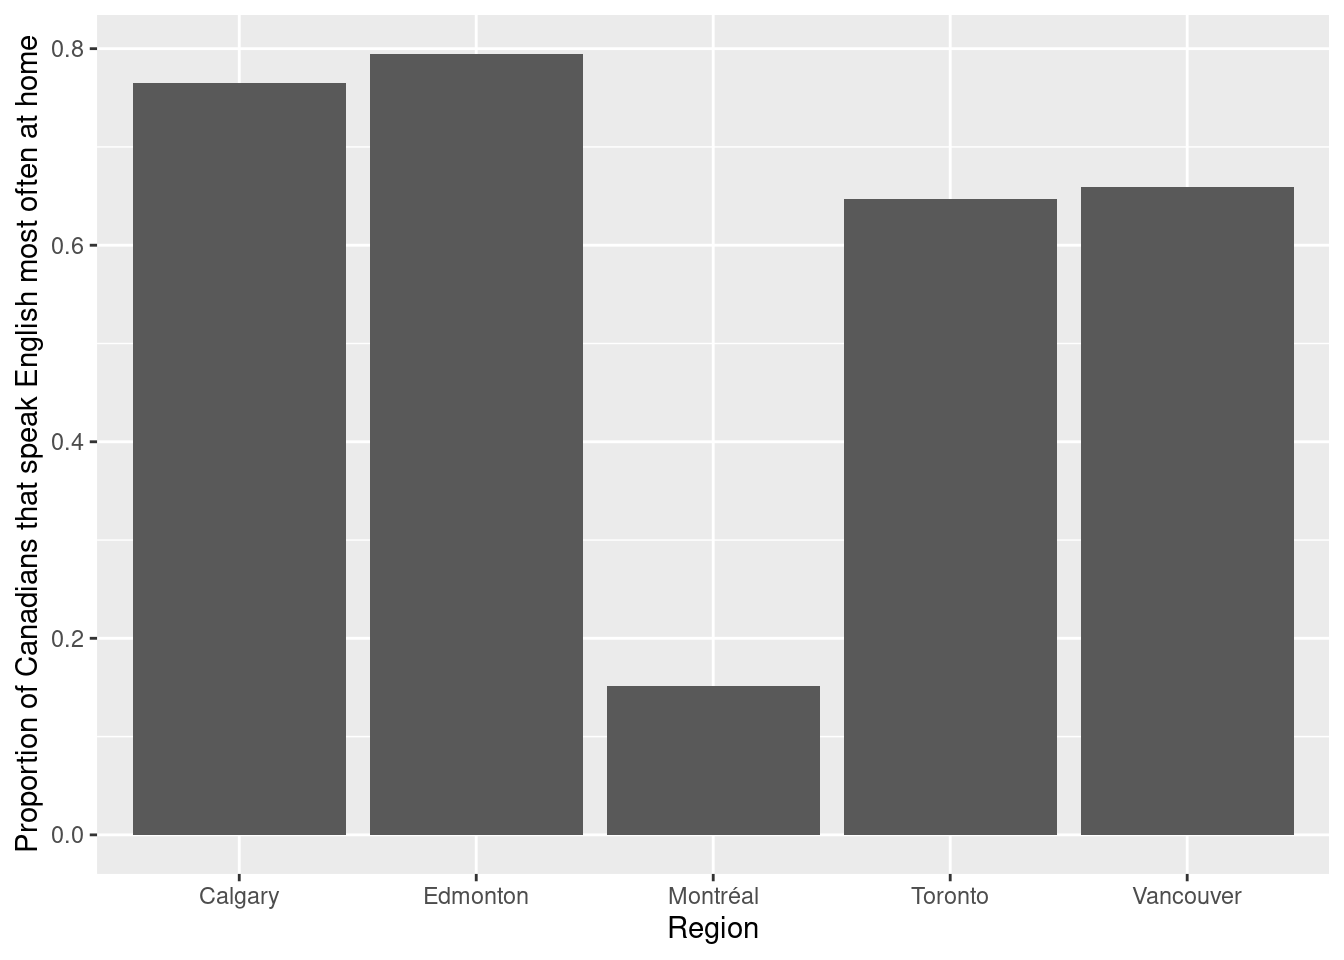 Proportion of Canadians that speak English most often at home
0.8
0.6
0.4
0.2
0.0
Calgary Edmonton Montréal Toronto Vancouver
Region